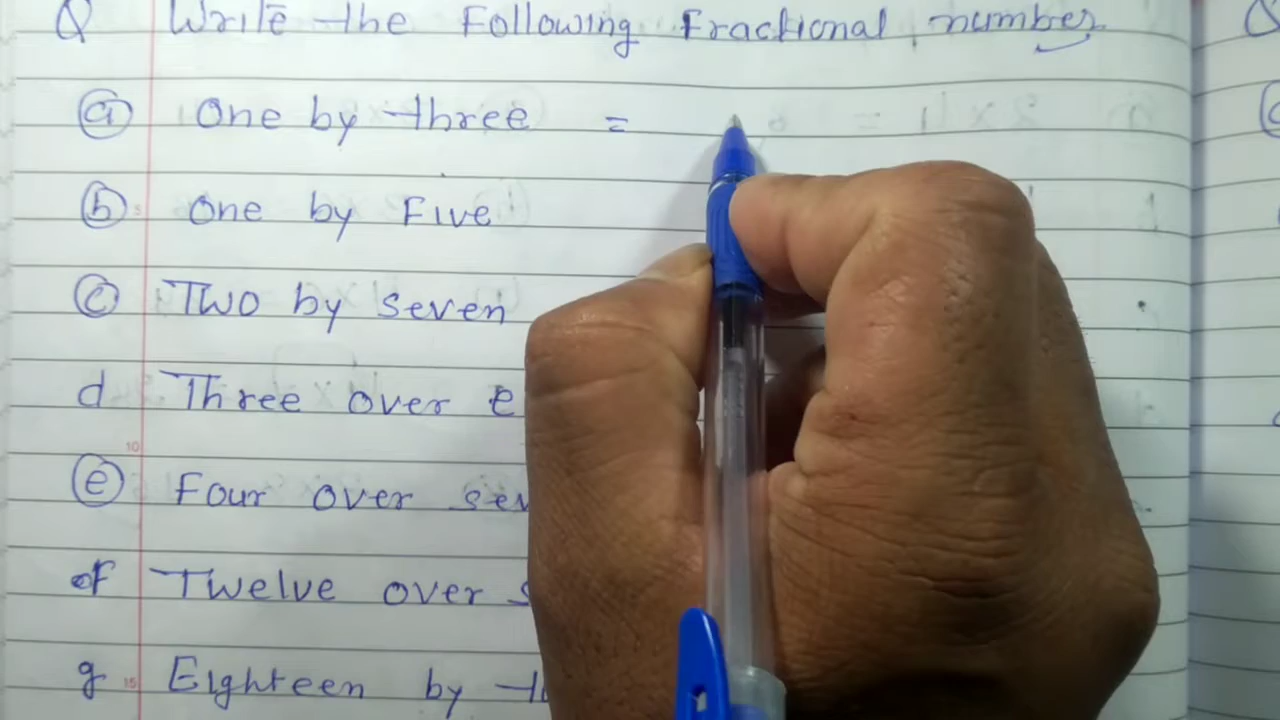 Q Write the Following Fractional number
a One by three =
b One by Five
c Two by seven
d Three over
e Four over
f Twelve over
g Eighteen by